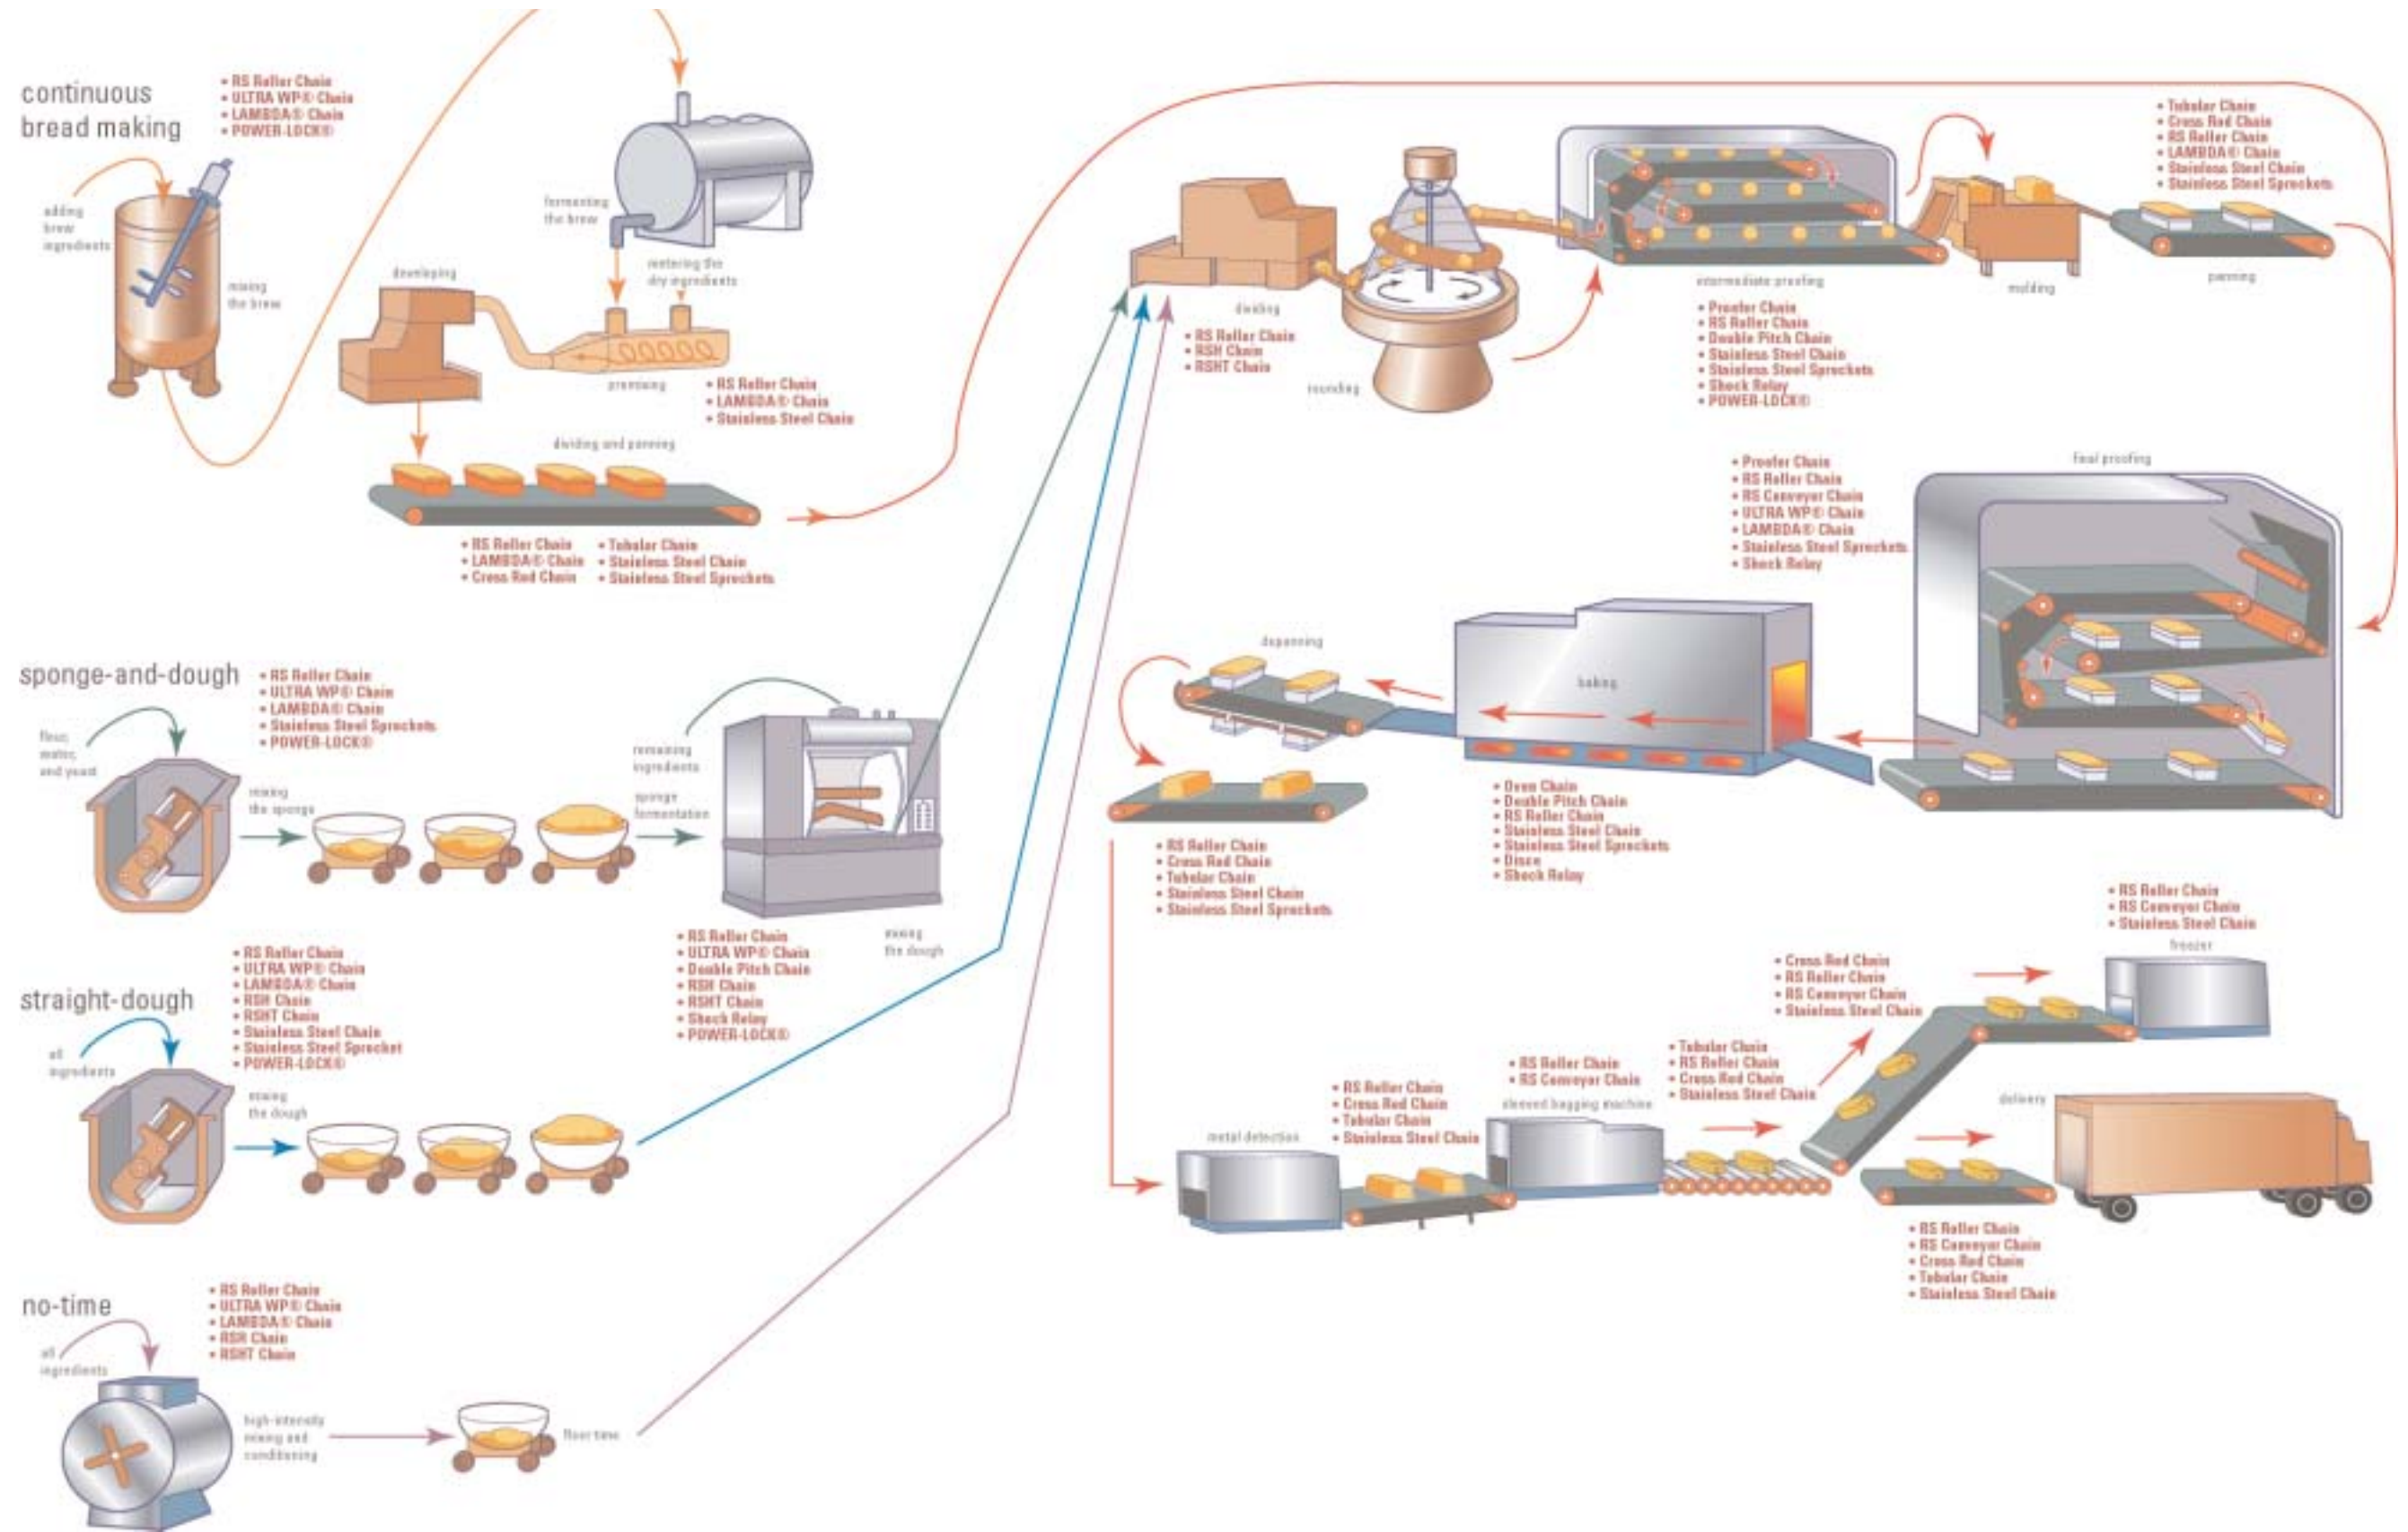 continuous
bread making
• RS Roller Chain
• ULTRA WP® Chain
• LAMBDA® Chain
• POWER-LOCK®
adding
brew
ingredients
mixing
the brew
fermenting
the brew
metering the
dry ingredients
developing
premixing
• RS Roller Chain
• LAMBDA® Chain
• Stainless Steel Chain
dividing and panning
• RS Roller Chain
• LAMBDA® Chain
• Cross Rod Chain
• Tubular Chain
• Stainless Steel Chain
• Stainless Steel Sprockets
sponge-and-dough
• RS Roller Chain
• ULTRA WP® Chain
• LAMBDA® Chain
• Stainless Steel Sprockets
• POWER-LOCK®
flour,
water,
and yeast
mixing
the sponge
remaining
ingredients
sponge
fermentation
mixing
the dough
• RS Roller Chain
• ULTRA WP® Chain
• Double Pitch Chain
• RSH Chain
• RSHT Chain
• Shock Relay
• POWER-LOCK®
straight-dough
• RS Roller Chain
• ULTRA WP® Chain
• LAMBDA® Chain
• RSH Chain
• RSHT Chain
• Stainless Steel Chain
• Stainless Steel Sprocket
• POWER-LOCK®
all
ingredients
mixing
the dough
no-time
• RS Roller Chain
• ULTRA WP® Chain
• LAMBDA® Chain
• RSH Chain
• RSHT Chain
all
ingredients
high-intensity
mixing and
conditioning
floor time
dividing
• RS Roller Chain
• RSH Chain
• RSHT Chain
rounding
intermediate proofing
• Proofer Chain
• RS Roller Chain
• Double Pitch Chain
• Stainless Steel Chain
• Stainless Steel Sprockets
• Shock Relay
• POWER-LOCK®
molding
• Tubular Chain
• Cross Rod Chain
• RS Roller Chain
• LAMBDA® Chain
• Stainless Steel Chain
• Stainless Steel Sprockets
panning
final proofing
• Proofer Chain
• RS Roller Chain
• RS Conveyor Chain
• ULTRA WP® Chain
• LAMBDA® Chain
• Stainless Steel Sprockets
• Shock Relay
baking
• Oven Chain
• Double Pitch Chain
• RS Roller Chain
• Stainless Steel Chain
• Stainless Steel Sprockets
• Disco
• Shock Relay
depanning
• RS Roller Chain
• Cross Rod Chain
• Tubular Chain
• Stainless Steel Chain
• Stainless Steel Sprockets
metal detection
• RS Roller Chain
• Cross Rod Chain
• Tubular Chain
• Stainless Steel Chain
• RS Roller Chain
• RS Conveyor Chain
bagging machine
• Tubular Chain
• RS Roller Chain
• Cross Rod Chain
• Stainless Steel Chain
• Cross Rod Chain
• RS Roller Chain
• RS Conveyor Chain
• Stainless Steel Chain
• RS Roller Chain
• RS Conveyor Chain
• Stainless Steel Chain
freezer
delivery
• RS Roller Chain
• RS Conveyor Chain
• Cross Rod Chain
• Tubular Chain
• Stainless Steel Chain